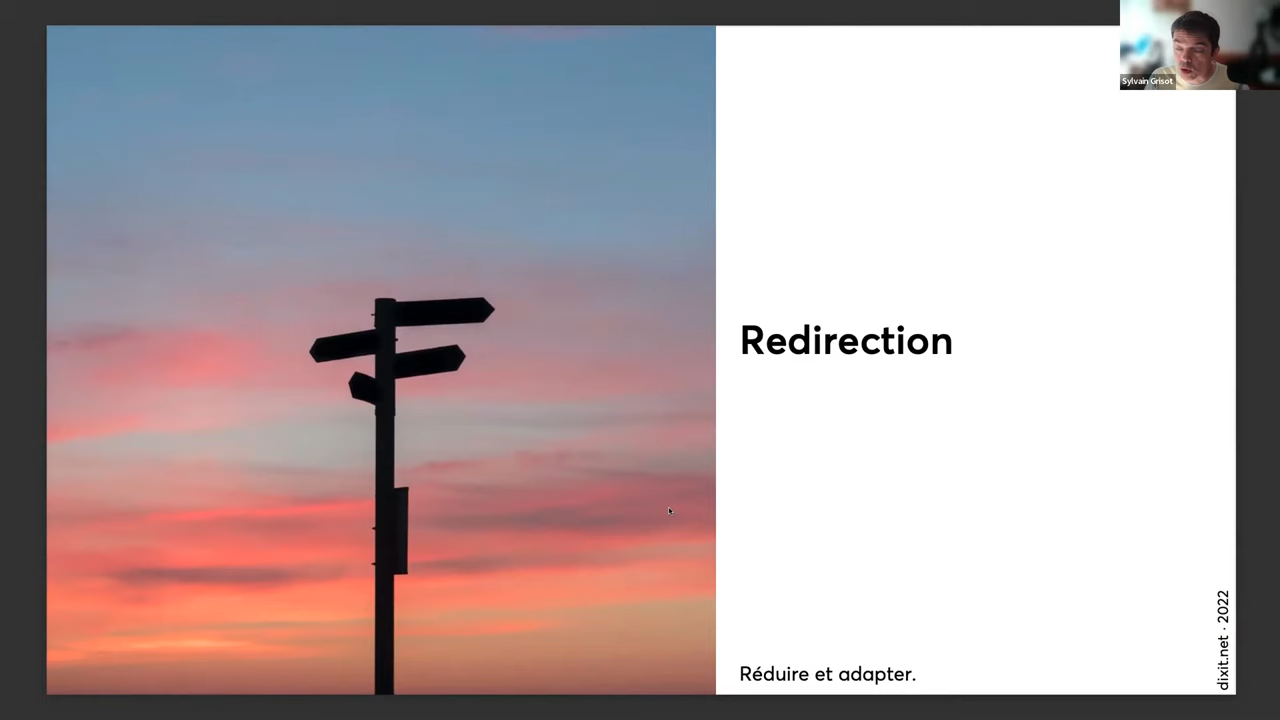 Sylvain Grisot
Redirection
Réduire et adapter.
dixit.net · 2022